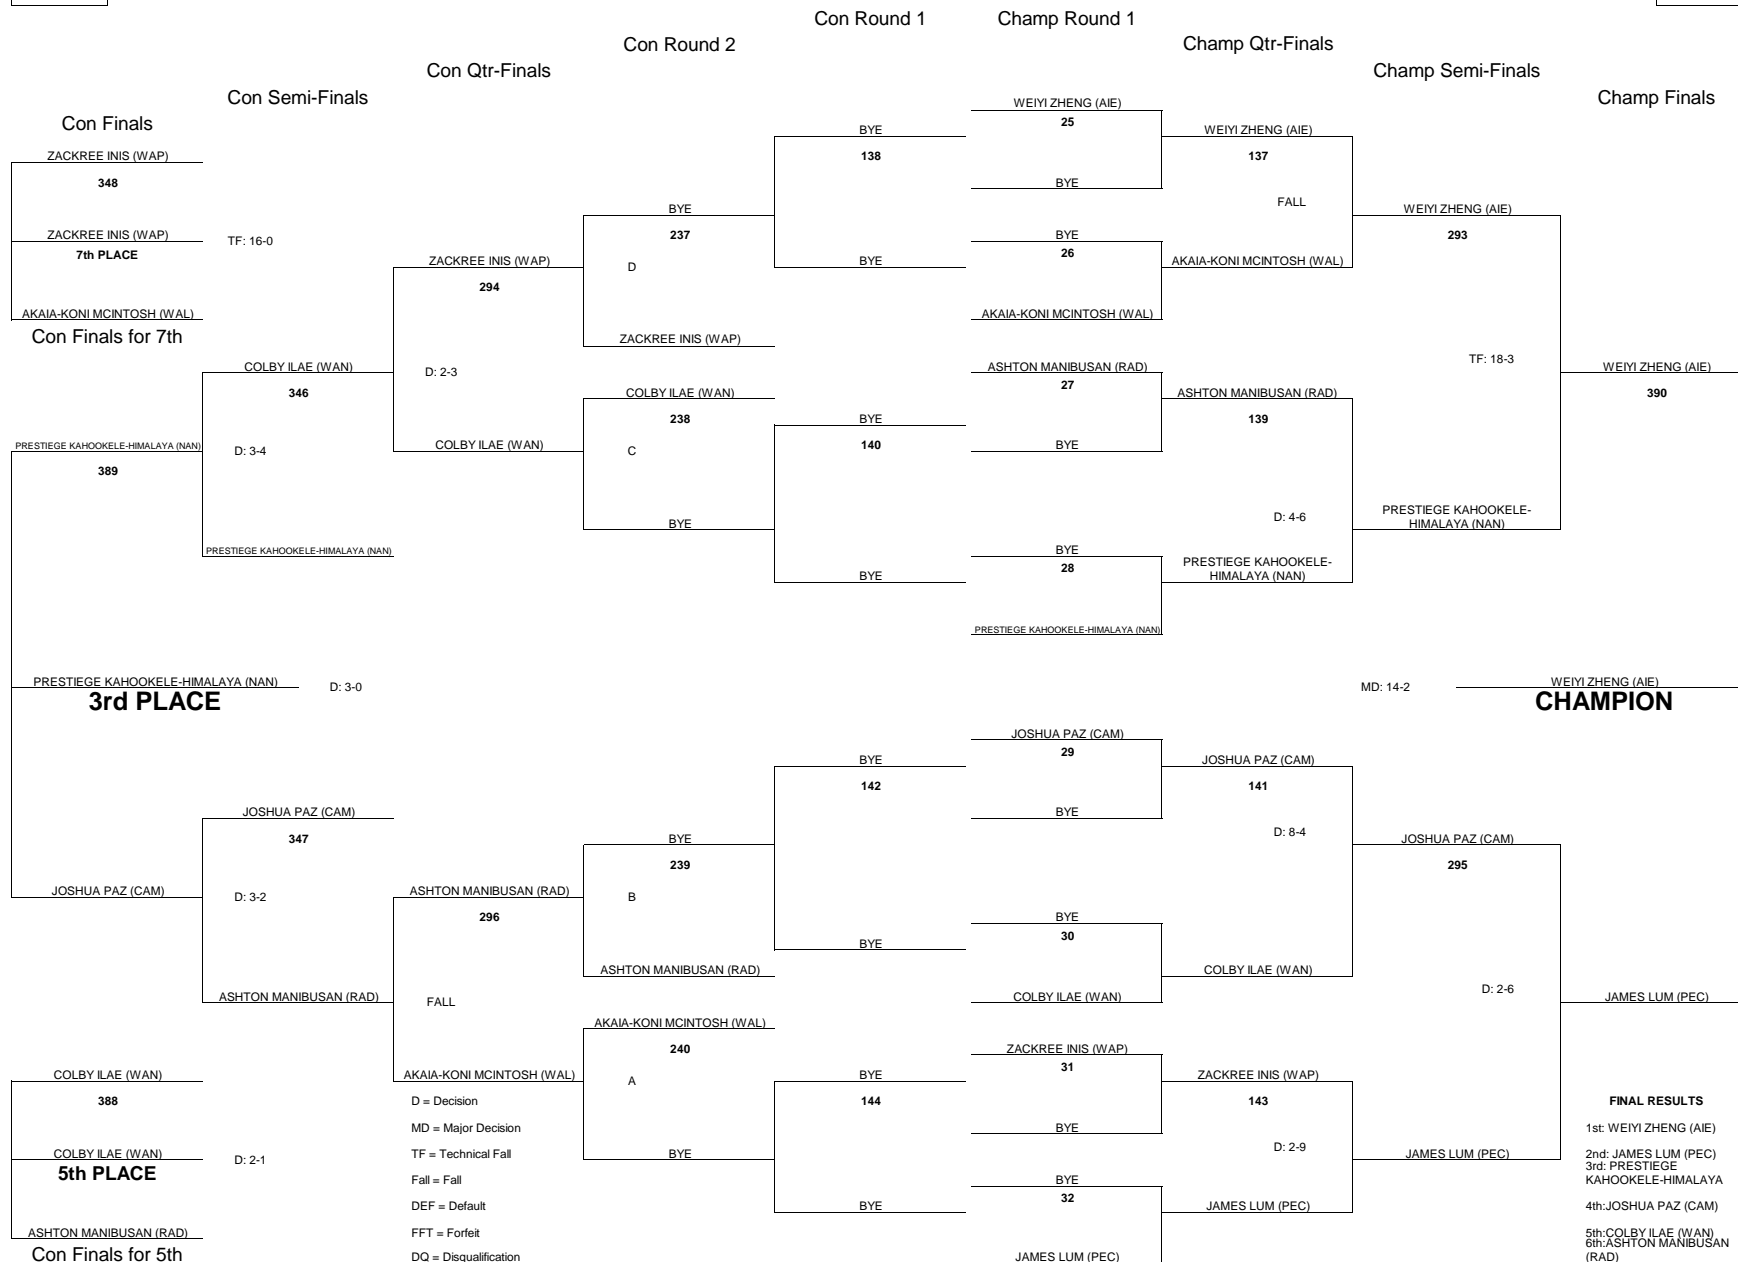 Con Round 1
Champ Round 1
Con Round 2
Champ Qtr-Finals
Con Qtr-Finals
Champ Semi-Finals
Con Semi-Finals
Champ Finals
Con Finals
ZACKREE INIS (WAP)
348
ZACKREE INIS (WAP)
7th PLACE
TF: 16-0
AKAIA-KONI MCINTOSH (WAL)
Con Finals for 7th
COLBY ILAE (WAN)
346
PRESTIEGE KAHOOKELE-HIMALAYA (NAN)
389
D: 3-4
PRESTIEGE KAHOOKELE-HIMALAYA (NAN)
PRESTIEGE KAHOOKELE-HIMALAYA (NAN)
3rd PLACE
D: 3-0
JOSHUA PAZ (CAM)
347
JOSHUA PAZ (CAM)
D: 3-2
ASHTON MANIBUSAN (RAD)
COLBY ILAE (WAN)
388
COLBY ILAE (WAN)
5th PLACE
D: 2-1
ASHTON MANIBUSAN (RAD)
Con Finals for 5th
ZACKREE INIS (WAP)
294
D: 2-3
COLBY ILAE (WAN)
ASHTON MANIBUSAN (RAD)
296
FALL
AKAIA-KONI MCINTOSH (WAL)
D = Decision
MD = Major Decision
TF = Technical Fall
Fall = Fall
DEF = Default
FFT = Forfeit
DQ = Disqualification
BYE
237
D
ZACKREE INIS (WAP)
COLBY ILAE (WAN)
238
C
BYE
BYE
239
B
ASHTON MANIBUSAN (RAD)
AKAIA-KONI MCINTOSH (WAL)
240
A
BYE
BYE
138
BYE
BYE
140
BYE
BYE
142
BYE
BYE
144
BYE
WEIYI ZHENG (AIE)
25
BYE
BYE
26
AKAIA-KONI MCINTOSH (WAL)
ASHTON MANIBUSAN (RAD)
27
BYE
BYE
28
PRESTIEGE KAHOOKELE-HIMALAYA (NAN)
JOSHUA PAZ (CAM)
29
BYE
BYE
30
COLBY ILAE (WAN)
ZACKREE INIS (WAP)
31
BYE
BYE
32
JAMES LUM (PEC)
WEIYI ZHENG (AIE)
137
FALL
AKAIA-KONI MCINTOSH (WAL)
ASHTON MANIBUSAN (RAD)
139
D: 4-6
PRESTIEGE KAHOOKELE-
HIMALAYA (NAN)
JOSHUA PAZ (CAM)
141
D: 8-4
COLBY ILAE (WAN)
ZACKREE INIS (WAP)
143
D: 2-9
JAMES LUM (PEC)
WEIYI ZHENG (AIE)
293
TF: 18-3
PRESTIEGE KAHOOKELE-
HIMALAYA (NAN)
JOSHUA PAZ (CAM)
295
D: 2-6
JAMES LUM (PEC)
WEIYI ZHENG (AIE)
390
MD: 14-2
WEIYI ZHENG (AIE)
CHAMPION
JAMES LUM (PEC)
FINAL RESULTS
1st: WEIYI ZHENG (AIE)
2nd: JAMES LUM (PEC)
3rd: PRESTIEGE
KAHOOKELE-HIMALAYA
4th:JOSHUA PAZ (CAM)
5th:COLBY ILAE (WAN)
6th:ASHTON MANIBUSAN
(RAD)